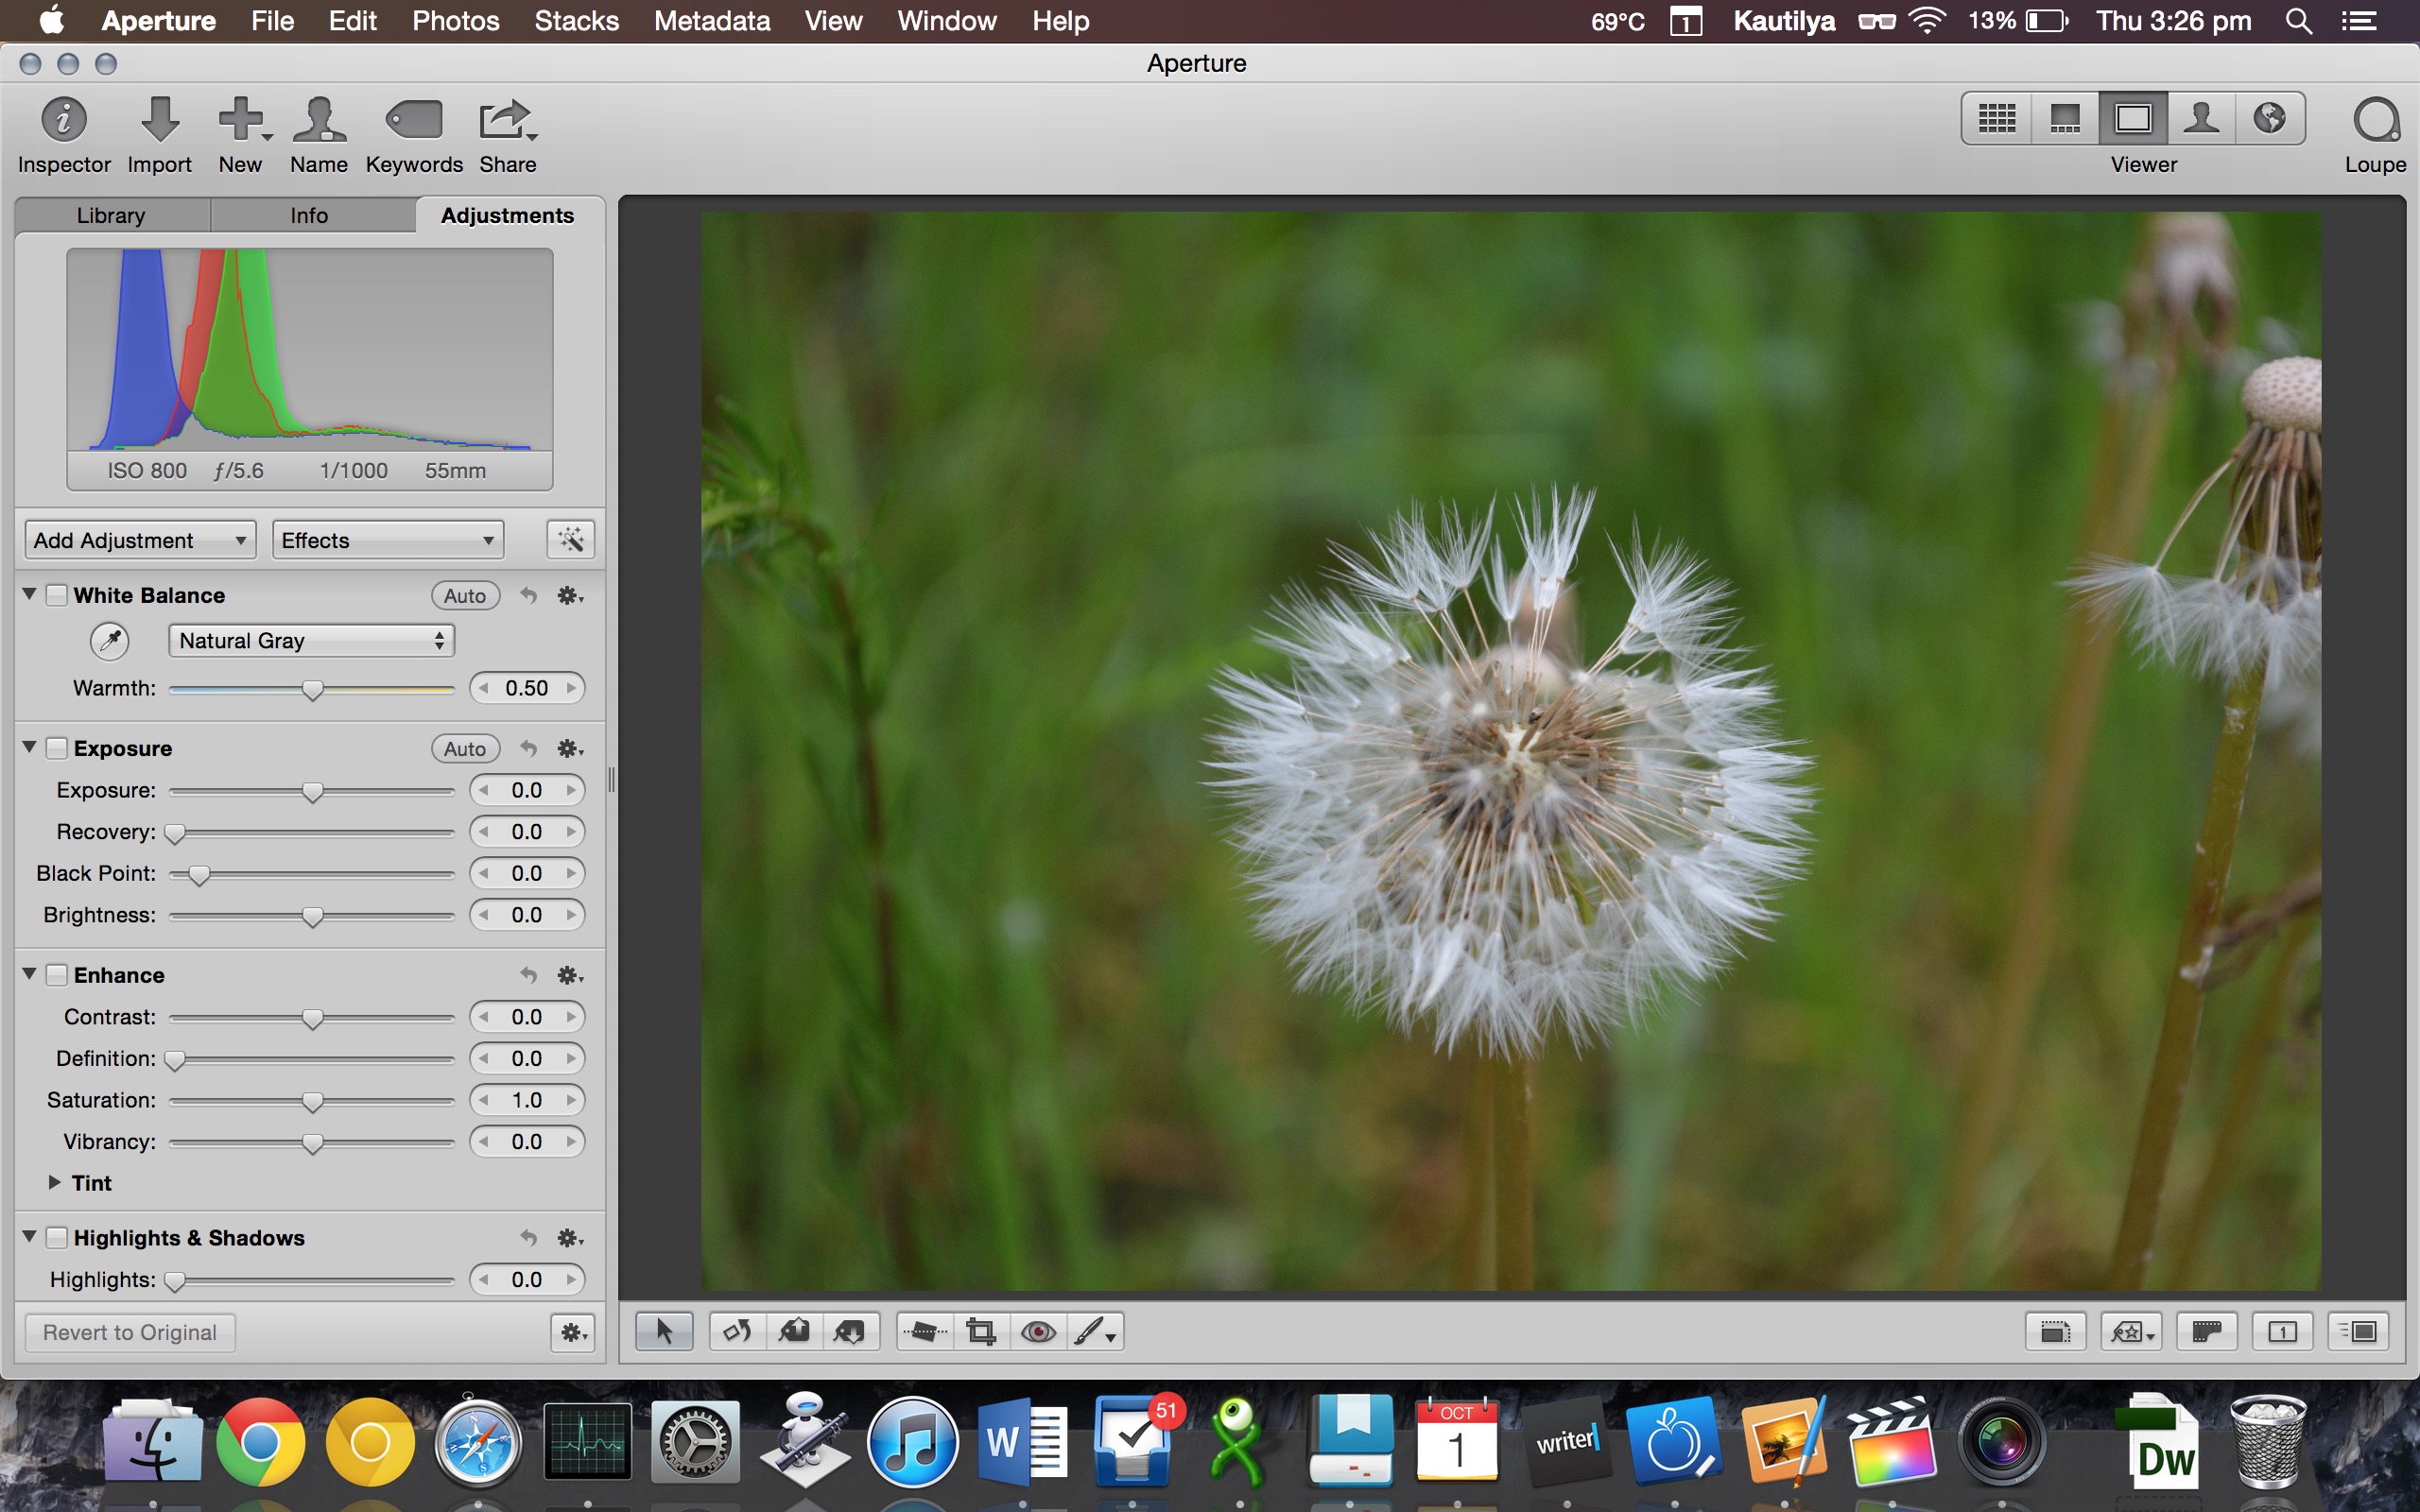 Aperture File Edit Photos Stacks Metadata View Window Help 69°C 1 Kautilya 13% Thu 3:26 pm
Aperture
Inspector Import New Name Keywords Share Viewer Loupe
Library Info Adjustments
ISO 800 ƒ/5.6 1/1000 55mm
Add Adjustment Effects
White Balance Auto
Natural Gray
Warmth: 0.50
Exposure Auto
Exposure: 0.0
Recovery: 0.0
Black Point: 0.0
Brightness: 0.0
Enhance
Contrast: 0.0
Definition: 0.0
Saturation: 1.0
Vibrancy: 0.0
Tint
Highlights & Shadows
Highlights: 0.0
Revert to Original 1
W 51 OCT 1 writer Dw